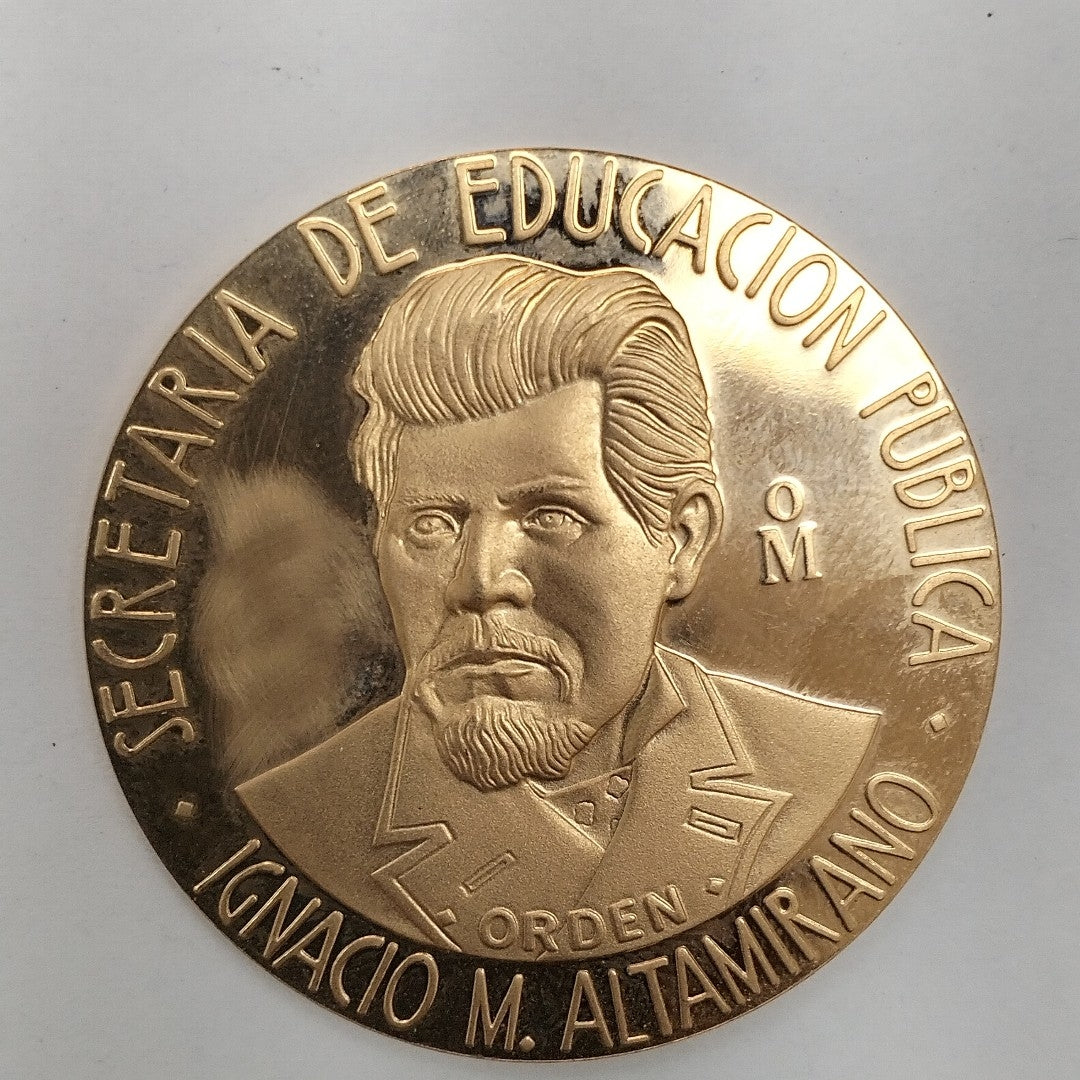 SECRETARIA DE EDUCACION PUBLICA
OM
ORDEN
IGNACIO M. ALTAMIRANO